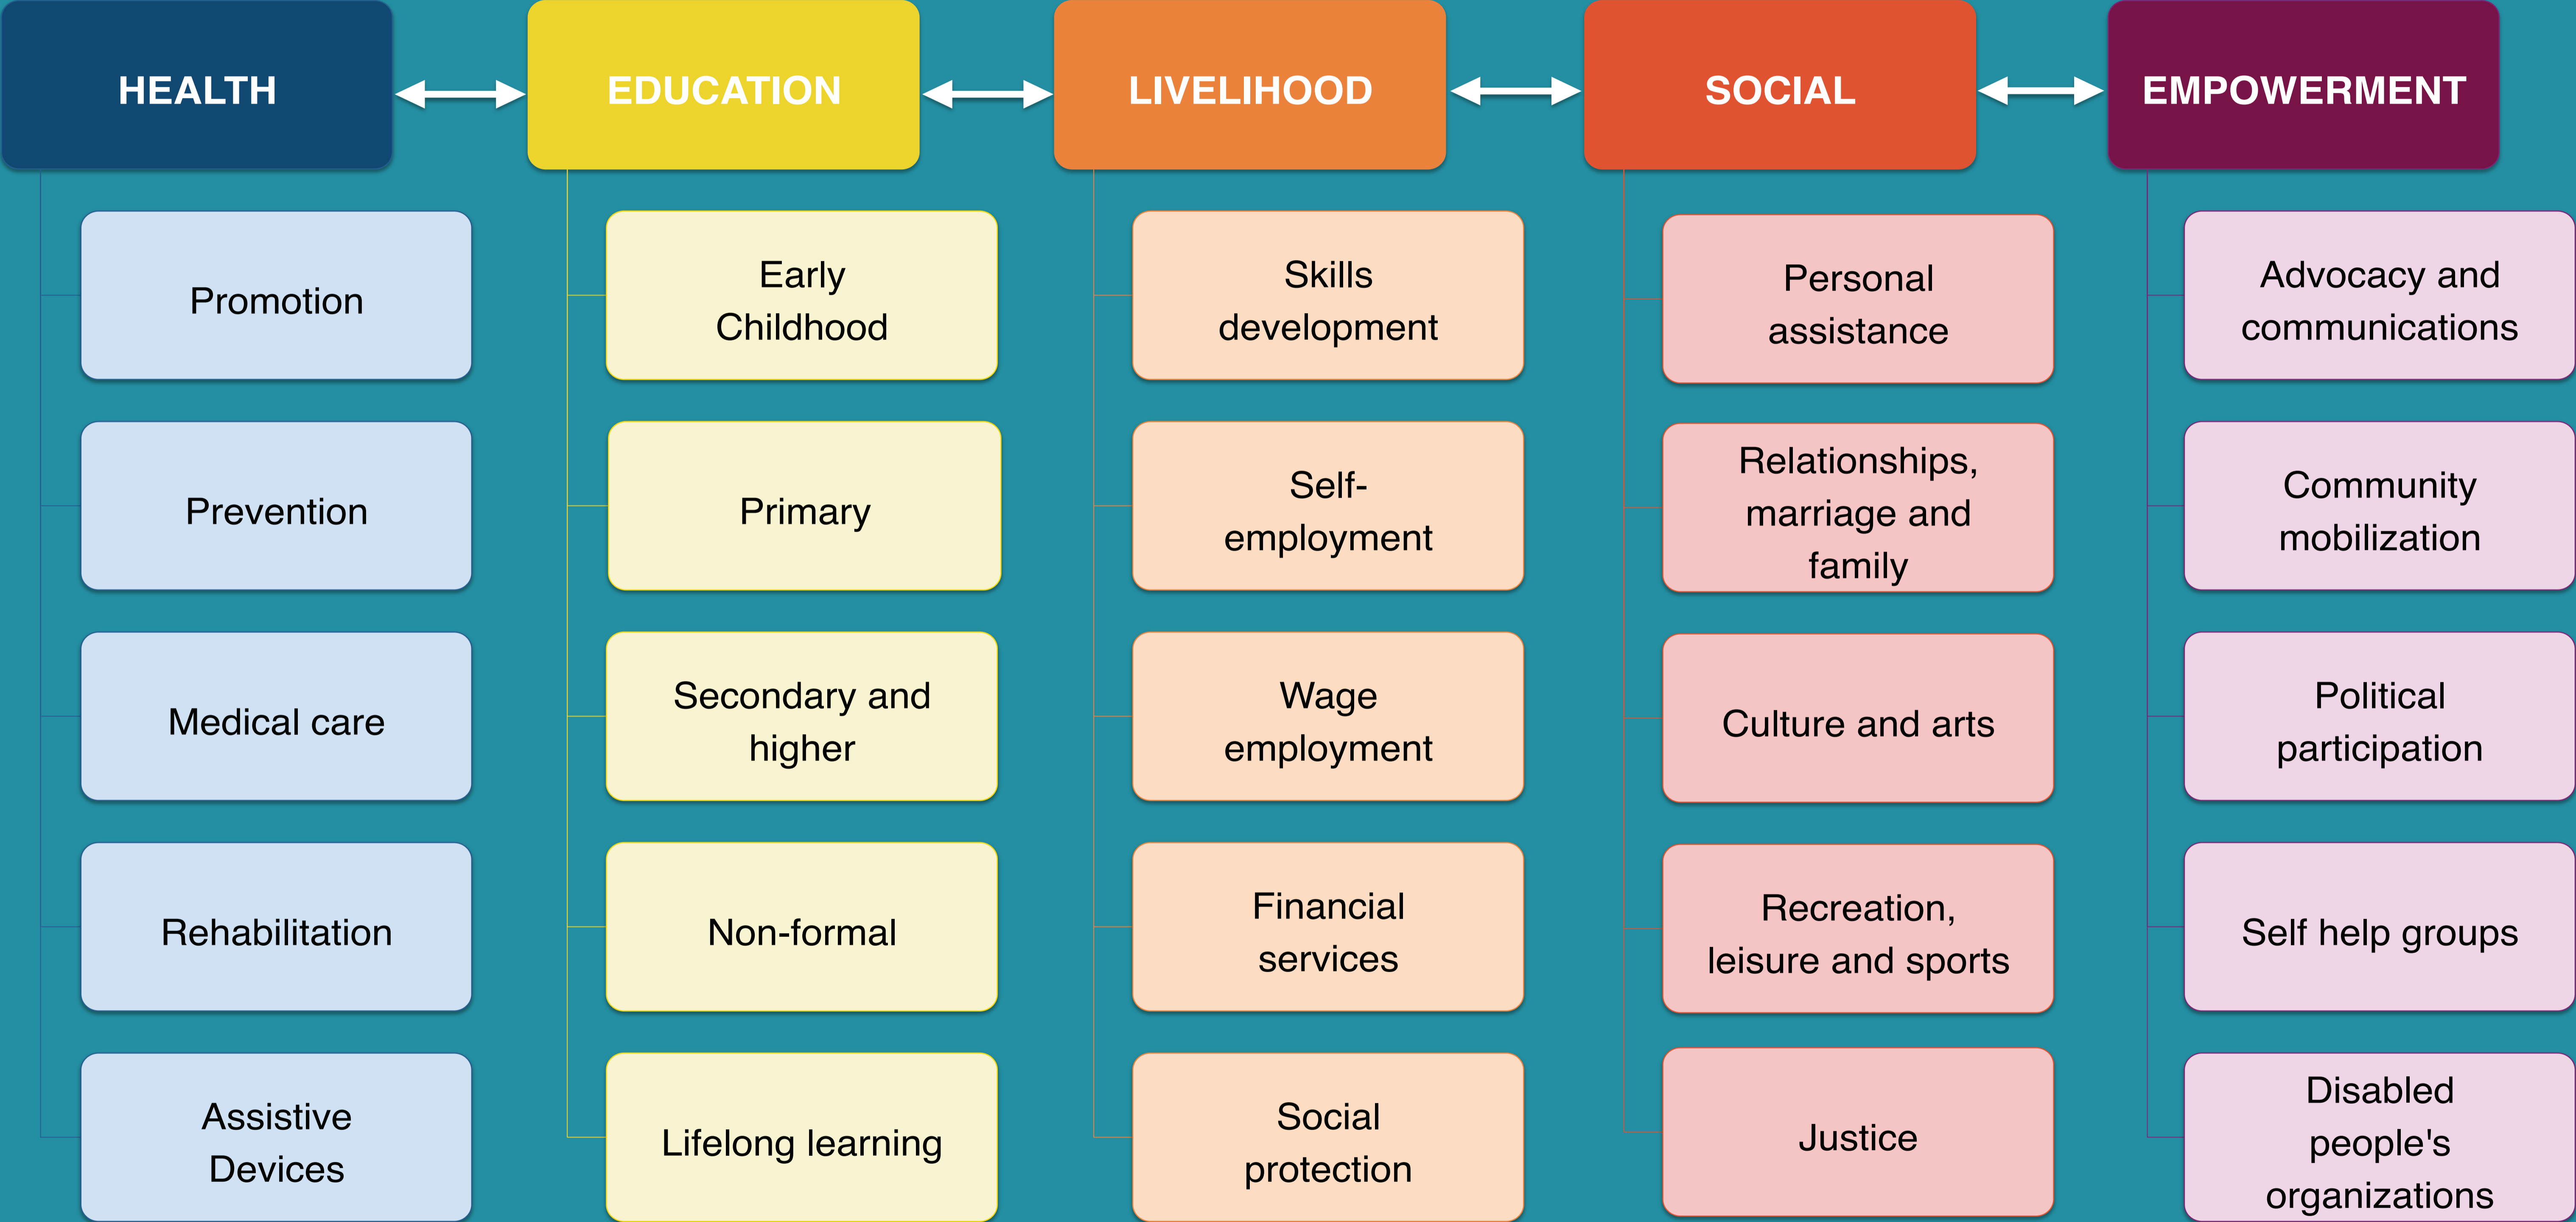 HEALTH
EDUCATION
LIVELIHOOD
SOCIAL
EMPOWERMENT
Promotion
Prevention
Medical care
Rehabilitation
Assistive
Devices
Early
Childhood
Primary
Secondary and
higher
Non-formal
Lifelong learning
Skills
development
Self-
employment
Wage
employment
Financial
services
Social
protection
Personal
assistance
Relationships,
marriage and
family
Culture and arts
Recreation,
leisure and sports
Justice
Advocacy and
communications
Community
mobilization
Political
participation
Self help groups
Disabled
people's
organizations